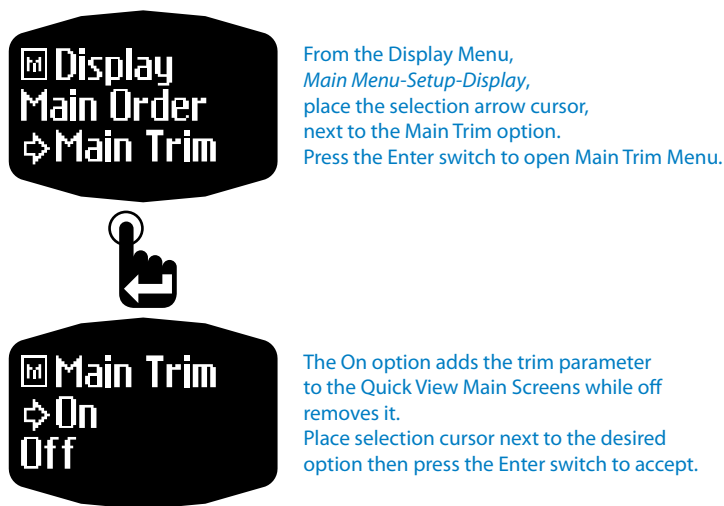 M Display
Main Order
Main Trim
From the Display Menu,
Main Menu-Setup-Display,
place the selection arrow cursor,
next to the Main Trim option.
Press the Enter switch to open Main Trim Menu.
M Main Trim
On
Off
The On option adds the trim parameter
to the Quick View Main Screens while off
removes it.
Place selection cursor next to the desired
option then press the Enter switch to accept.